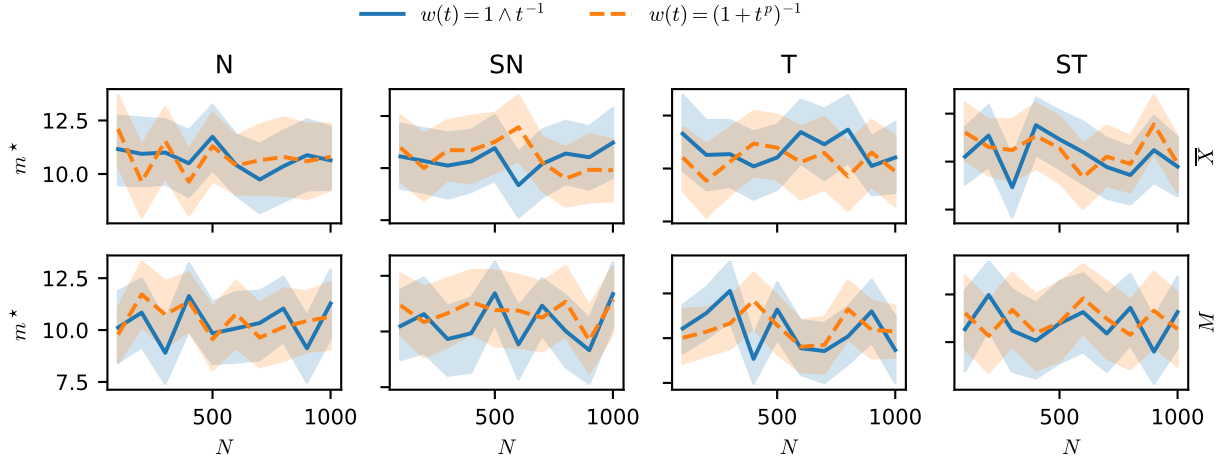 w(t) = 1 ∧ t⁻¹ w(t) = (1 + tᵖ)⁻¹
N SN T ST
12.5
10.0
m⋆
X̅
12.5
10.0
7.5
m⋆
M
500 1000 500 1000 500 1000 500 1000
N N N N